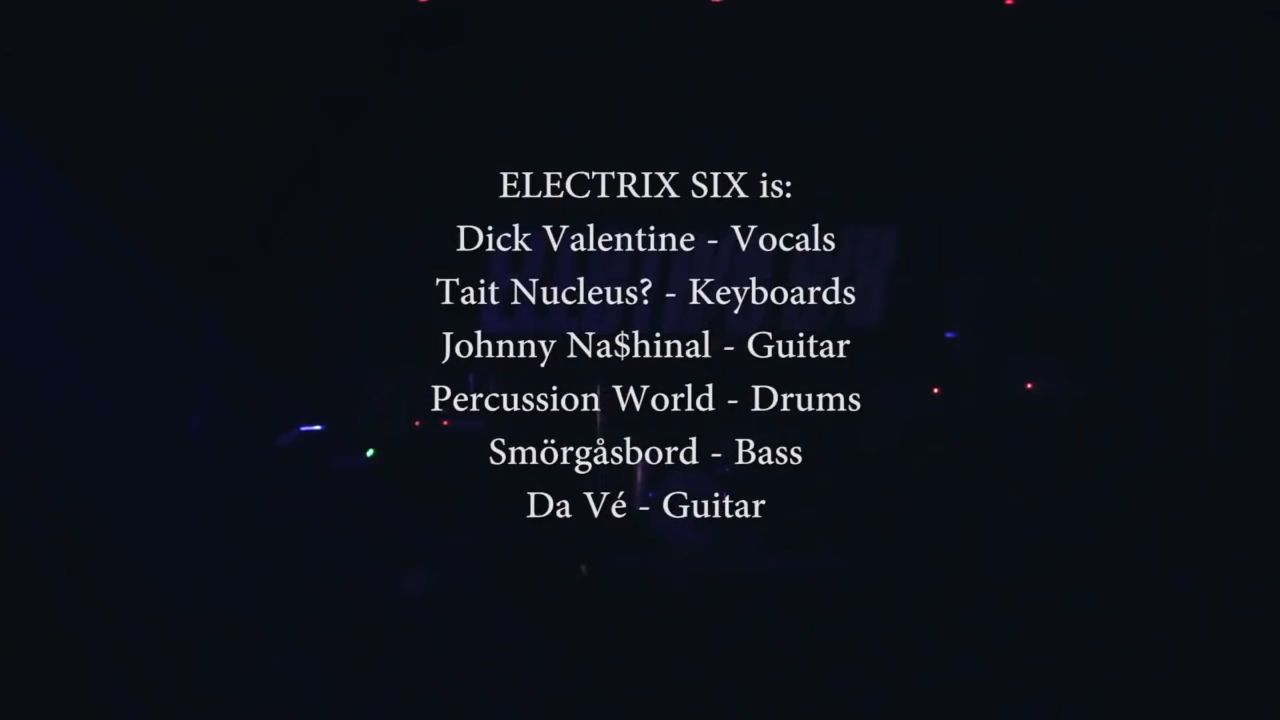 ELECTRIX SIX is:
Dick Valentine - Vocals
Tait Nucleus? - Keyboards
Johnny Na$hinal - Guitar
Percussion World - Drums
Smörgåsbord - Bass
Da Vé - Guitar